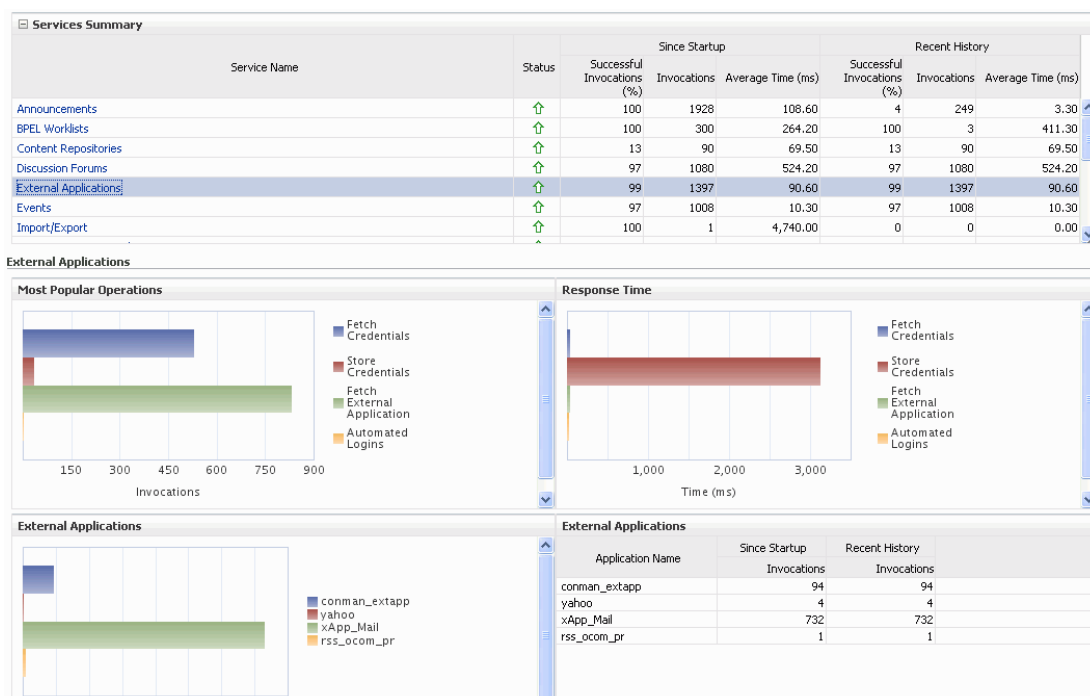 Services Summary
Since Startup Recent History
Service Name Status Successful Invocations (%) Invocations Average Time (ms) Successful Invocations (%) Invocations Average Time (ms)
Announcements 100 1928 108.60 4 249 3.30
BPEL Worklists 100 300 264.20 100 3 411.30
Content Repositories 13 90 69.50 13 90 69.50
Discussion Forums 97 1080 524.20 97 1080 524.20
External Applications 99 1397 90.60 99 1397 90.60
Events 97 1008 10.30 97 1008 10.30
Import/Export 100 1 4,740.00 0 0 0.00
External Applications
Most Popular Operations
Fetch
Credentials
Store
Credentials
Fetch
External
Application
Automated
Logins
150 300 450 600 750 900
Invocations
Response Time
Fetch
Credentials
Store
Credentials
Fetch
External
Application
Automated
Logins
1,000 2,000 3,000
Time (ms)
External Applications
conman_extapp
yahoo
xApp_Mail
rss_ocom_pr
External Applications
Application Name Since Startup Recent History
Invocations Invocations
conman_extapp 94 94
yahoo 4 4
xApp_Mail 732 732
rss_ocom_pr 1 1